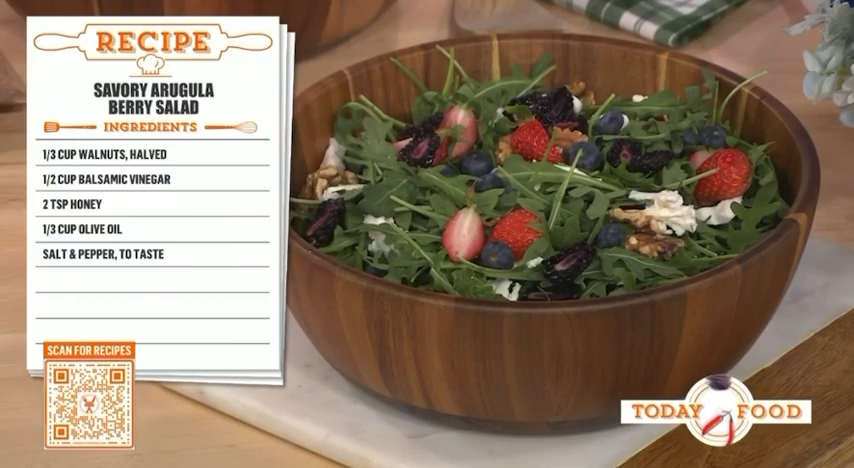 RECIPE
SAVORY ARUGULA
BERRY SALAD
INGREDIENTS
1/3 CUP WALNUTS, HALVED
1/2 CUP BALSAMIC VINEGAR
2 TSP HONEY
1/3 CUP OLIVE OIL
SALT & PEPPER, TO TASTE
SCAN FOR RECIPES
TODAY FOOD